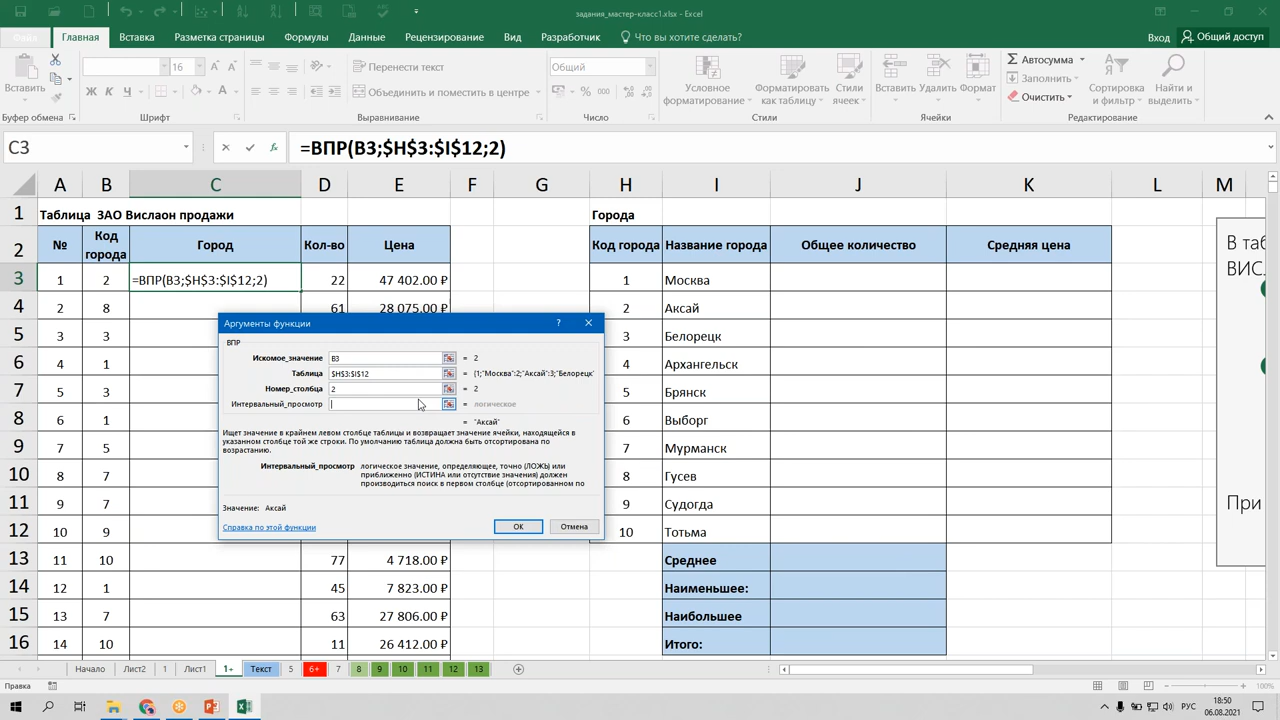 задания_мастер-класс1.xlsx - Excel
Файл Главная Вставка Разметка страницы Формулы Данные Рецензирование Вид Разработчик Что вы хотите сделать? Вход Общий доступ
Вставить
Буфер обмена
16
Ж К Ч
Шрифт
Перенести текст
Объединить и поместить в центре
Выравнивание
Общий
Число
Условное форматирование
Форматировать как таблицу
Стили ячеек
Стили
Вставить Удалить Формат
Ячейки
Автосумма
Заполнить
Очистить
Сортировка и фильтр
Найти и выделить
Редактирование
C3 =ВПР(B3;$H$3:$I$12;2)
A B C D E F G H I J K L M
1 Таблица ЗАО Вислаон продажи Города
2 № Код города Город Кол-во Цена Код города Название города Общее количество Средняя цена
3 1 2 =ВПР(B3;$H$3:$I$12;2) 22 47 402.00 ₽ 1 Москва
4 2 8 61 28 075.00 ₽ 2 Аксай
5 3 3 3 Белорецк
6 4 1 4 Архангельск
7 5 1 5 Брянск
8 6 1 6 Выборг
9 7 5 7 Мурманск
10 8 7 8 Гусев
11 9 7 9 Судогда
12 10 9 10 Тотьма
13 11 10 77 4 718.00 ₽ Среднее
14 12 1 45 7 823.00 ₽ Наименьшее:
15 13 7 63 27 806.00 ₽ Наибольшее
16 14 10 11 26 412.00 ₽ Итого:
В таб
ВИСЛ
При
Аргументы функции ?
ВПР
Искомое_значение B3 = 2
Таблица $H$3:$I$12 = {1;"Москва":2;"Аксай":3;"Белорецк"
Номер_столбца 2 = 2
Интервальный_просмотр = логическое
= "Аксай"
Ищет значение в крайнем левом столбце таблицы и возвращает значение ячейки, находящейся в
указанном столбце той же строки. По умолчанию таблица должна быть отсортирована по
возрастанию.
Интервальный_просмотр логическое значение, определяющее, точно (ЛОЖЬ) или
приближенно (ИСТИНА или отсутствие значения) должен
производиться поиск в первом столбце (отсортированном по
Значение: Аксай
Справка по этой функции ОК Отмена
Начало Лист2 1 Лист1 1+ Текст 5 6+ 7 8 9 10 11 12 13
Правка 100%
РУС 18:50
06.08.2021